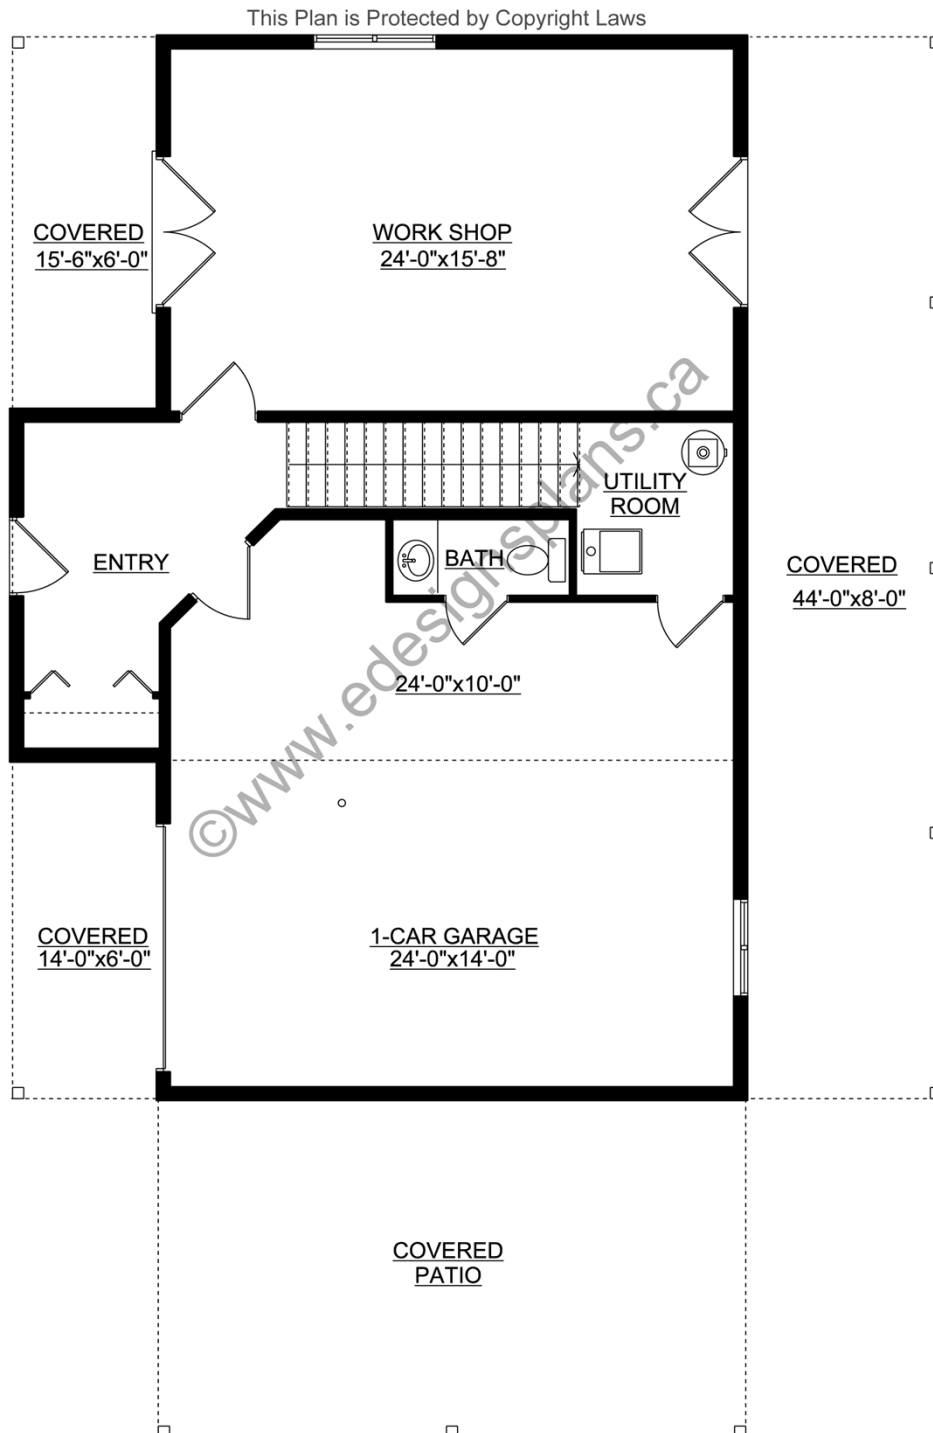 This Plan is Protected by Copyright Laws
COVERED
15'-6"x6'-0"
WORK SHOP
24'-0"x15'-8"
UTILITY
ROOM
ENTRY
BATH
COVERED
44'-0"x8'-0"
24'-0"x10'-0"
©www.edesignsplans.ca
COVERED
14'-0"x6'-0"
1-CAR GARAGE
24'-0"x14'-0"
COVERED
PATIO